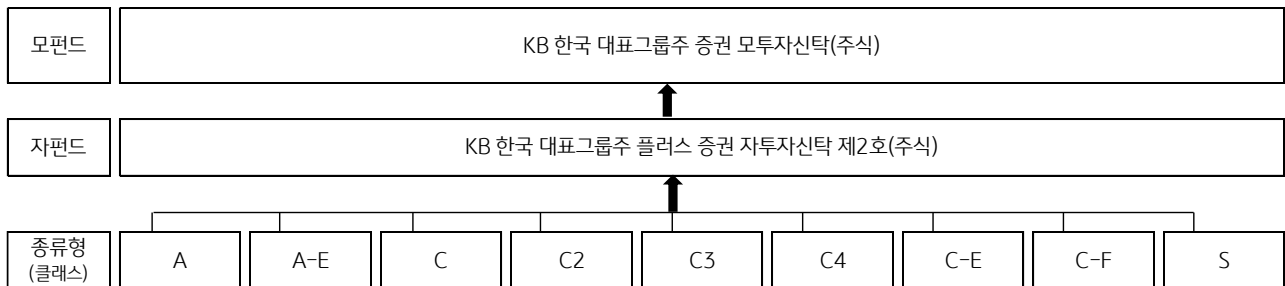 모펀드
KB 한국 대표그룹주 증권 모투자신탁(주식)
자펀드
KB 한국 대표그룹주 플러스 증권 자투자신탁 제2호(주식)
종류형
(클래스)
A
A-E
C
C2
C3
C4
C-E
C-F
S